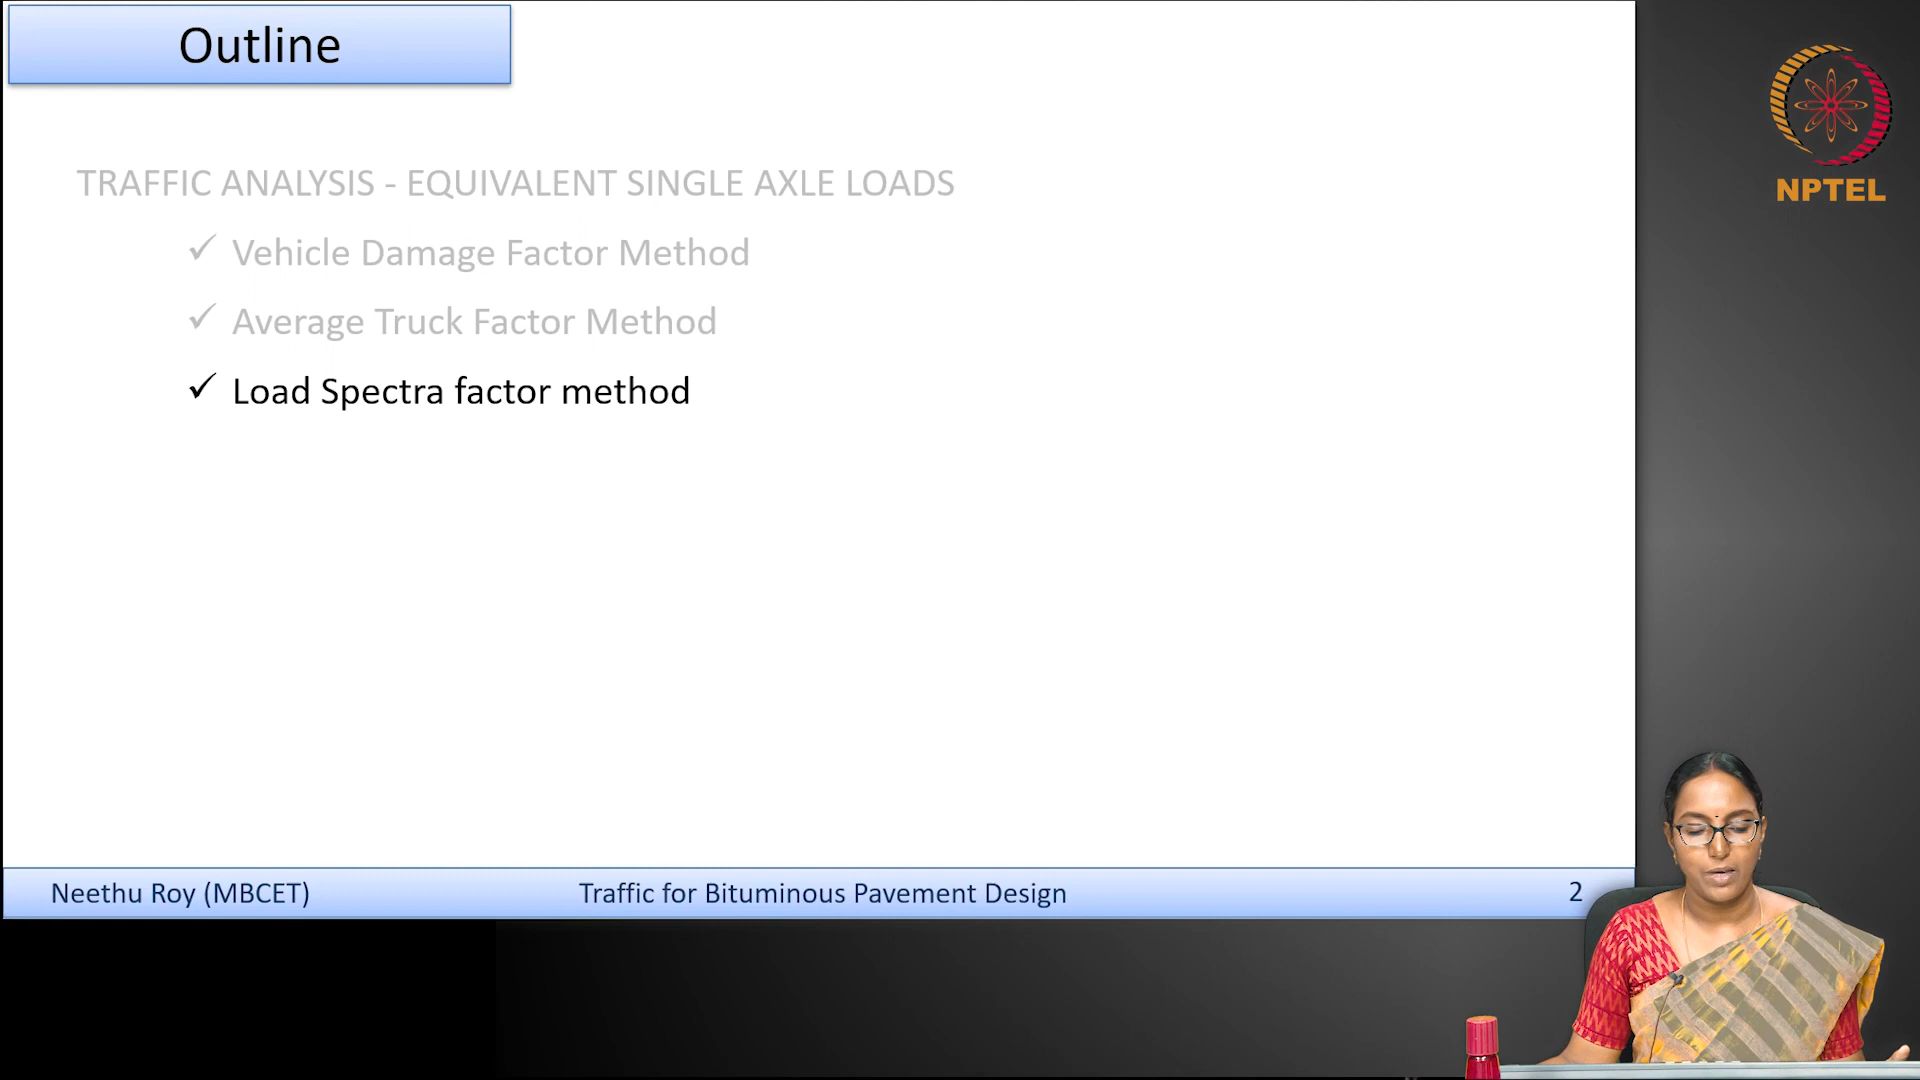 Outline
NPTEL
TRAFFIC ANALYSIS - EQUIVALENT SINGLE AXLE LOADS
✓ Vehicle Damage Factor Method
✓ Average Truck Factor Method
✓ Load Spectra factor method
Neethu Roy (MBCET) Traffic for Bituminous Pavement Design 2